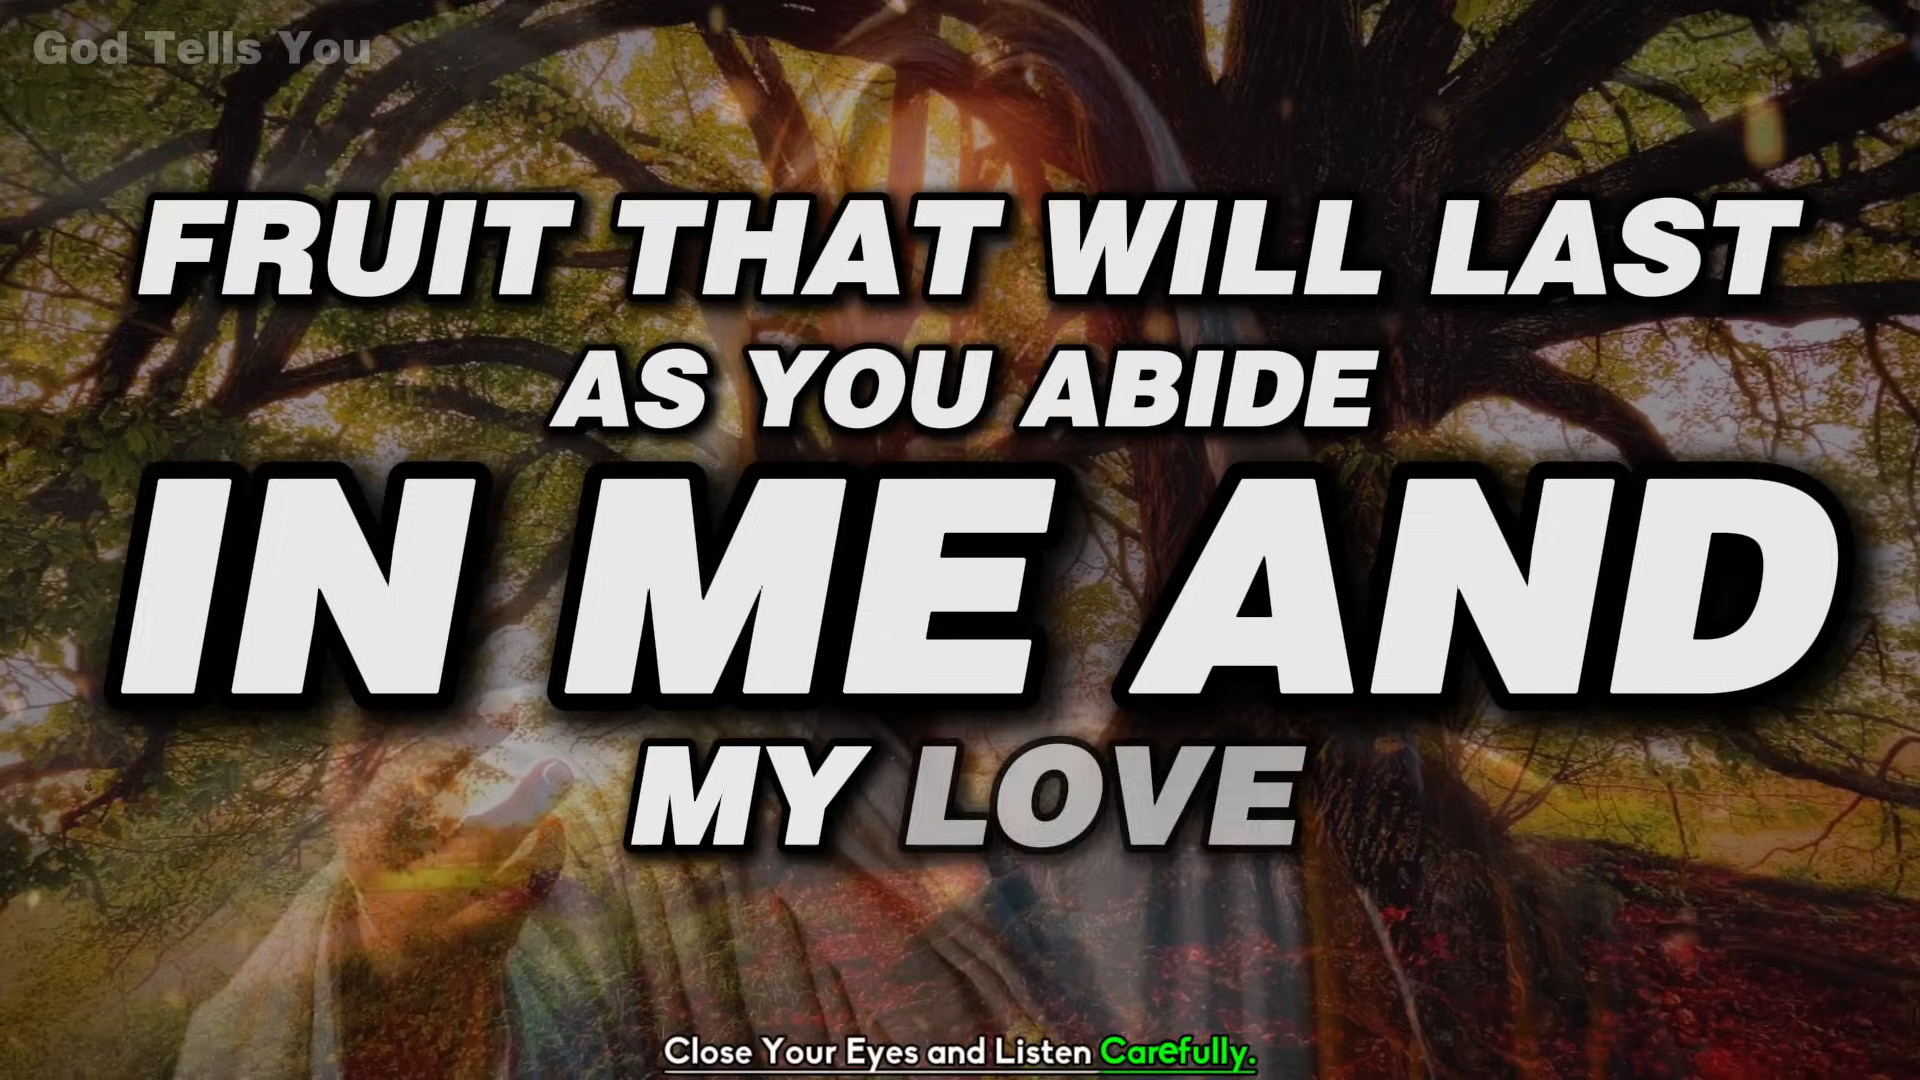 God Tells You
FRUIT THAT WILL LAST
AS YOU ABIDE
IN ME AND
MY LOVE
Close Your Eyes and Listen Carefully.